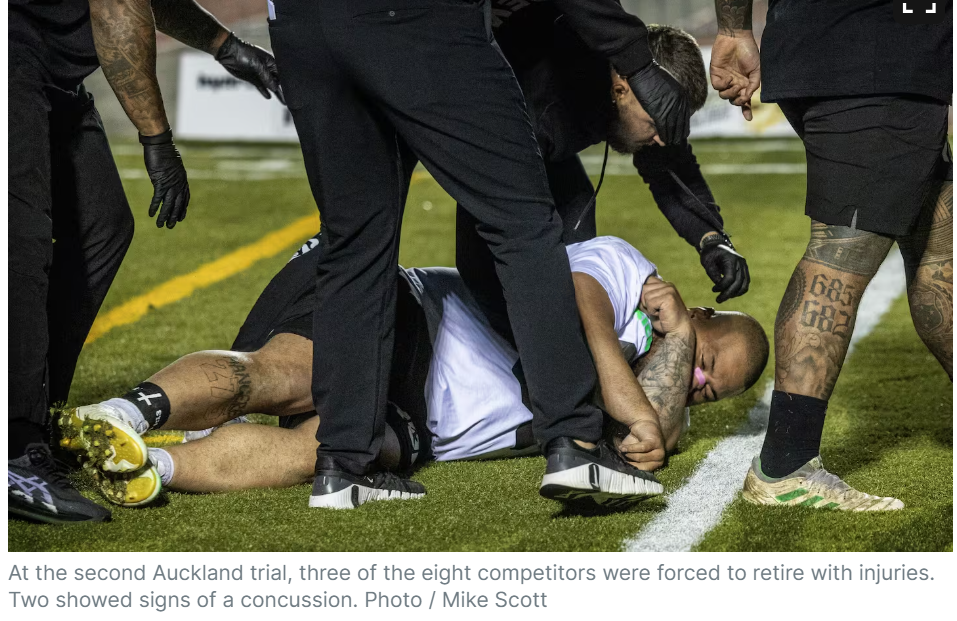 685
682
At the second Auckland trial, three of the eight competitors were forced to retire with injuries.
Two showed signs of a concussion. Photo / Mike Scott